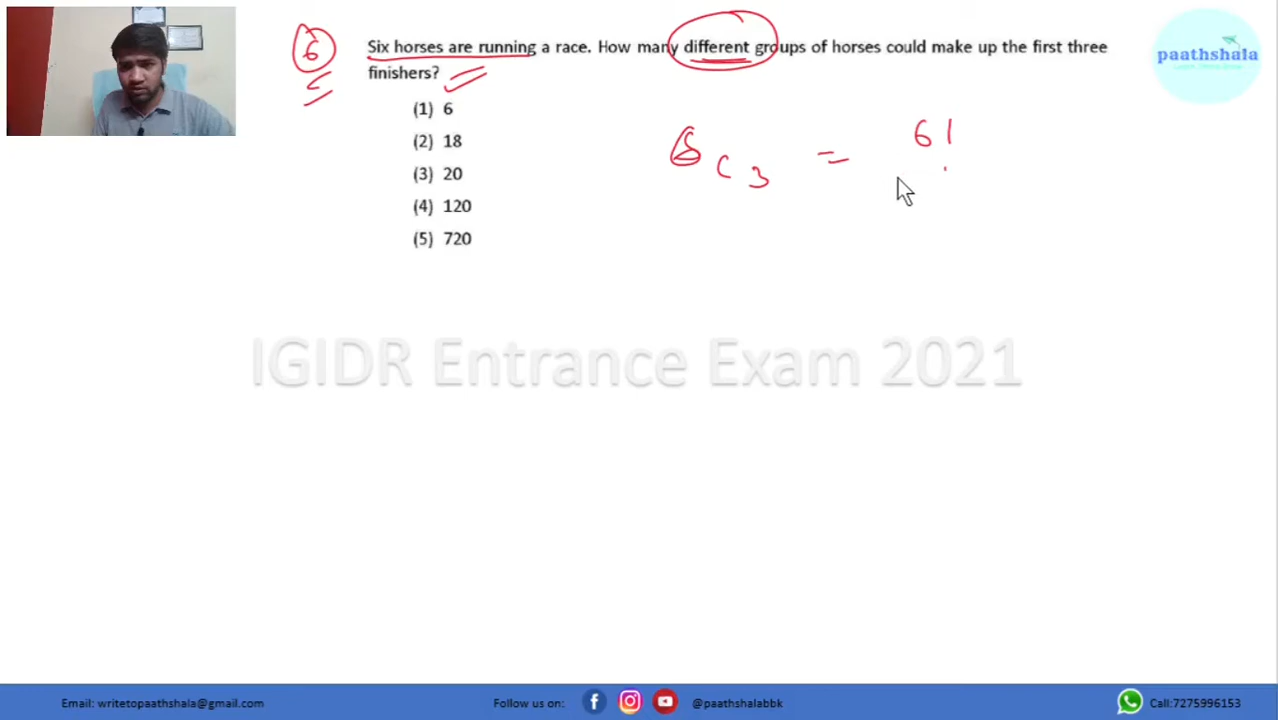 6
Six horses are running a race. How many different groups of horses could make up the first three
finishers?
(1) 6
(2) 18
(3) 20
(4) 120
(5) 720
6 C 3 = 6!
paathshala
IGIDR Entrance Exam 2021
Email: writetopaathshala@gmail.com
Follow us on:
@paathshalabbk
Call:7275996153